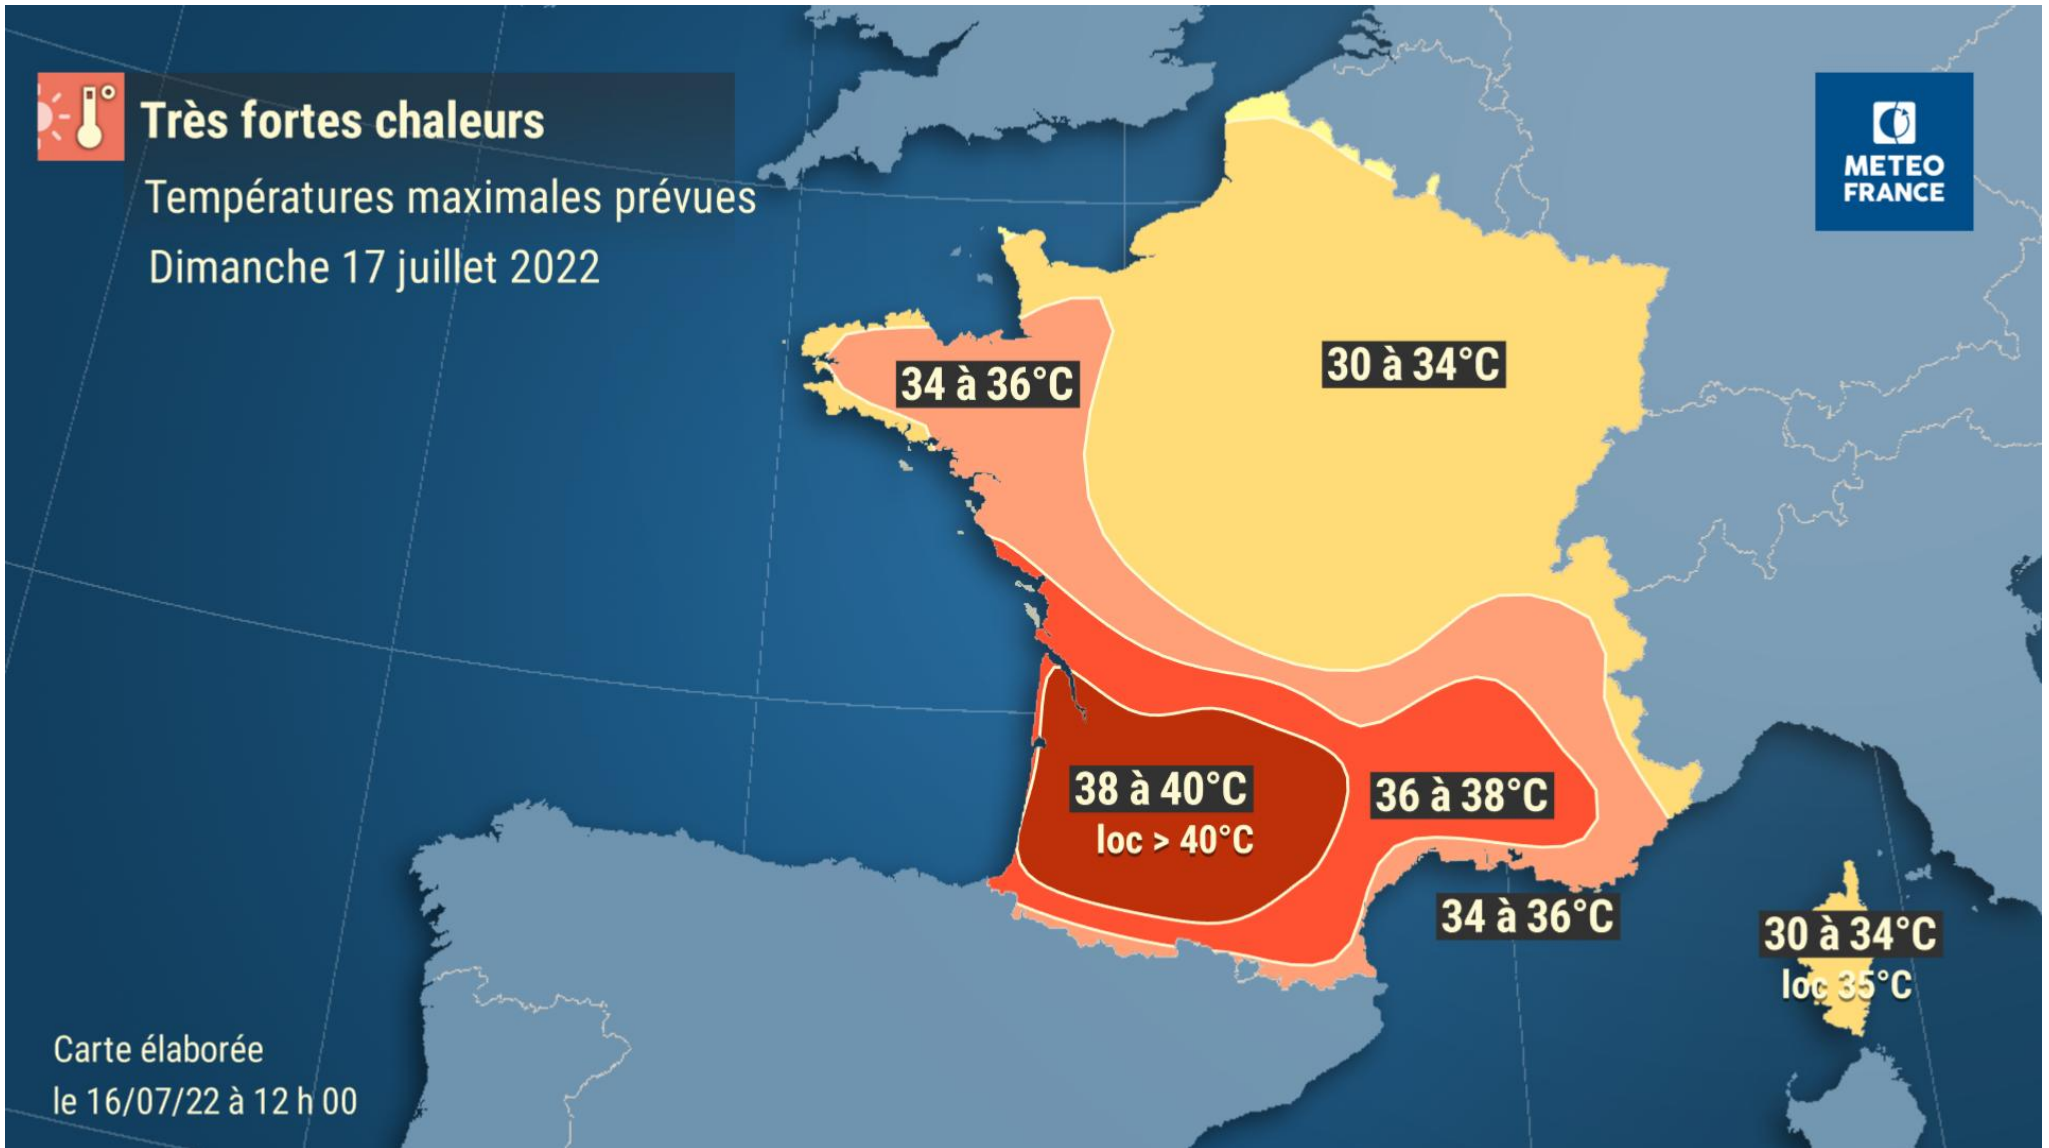 Très fortes chaleurs
Températures maximales prévues
Dimanche 17 juillet 2022
METEO
FRANCE
34 à 36°C
30 à 34°C
38 à 40°C
loc > 40°C
36 à 38°C
34 à 36°C
30 à 34°C
loc 35°C
Carte élaborée
le 16/07/22 à 12 h 00